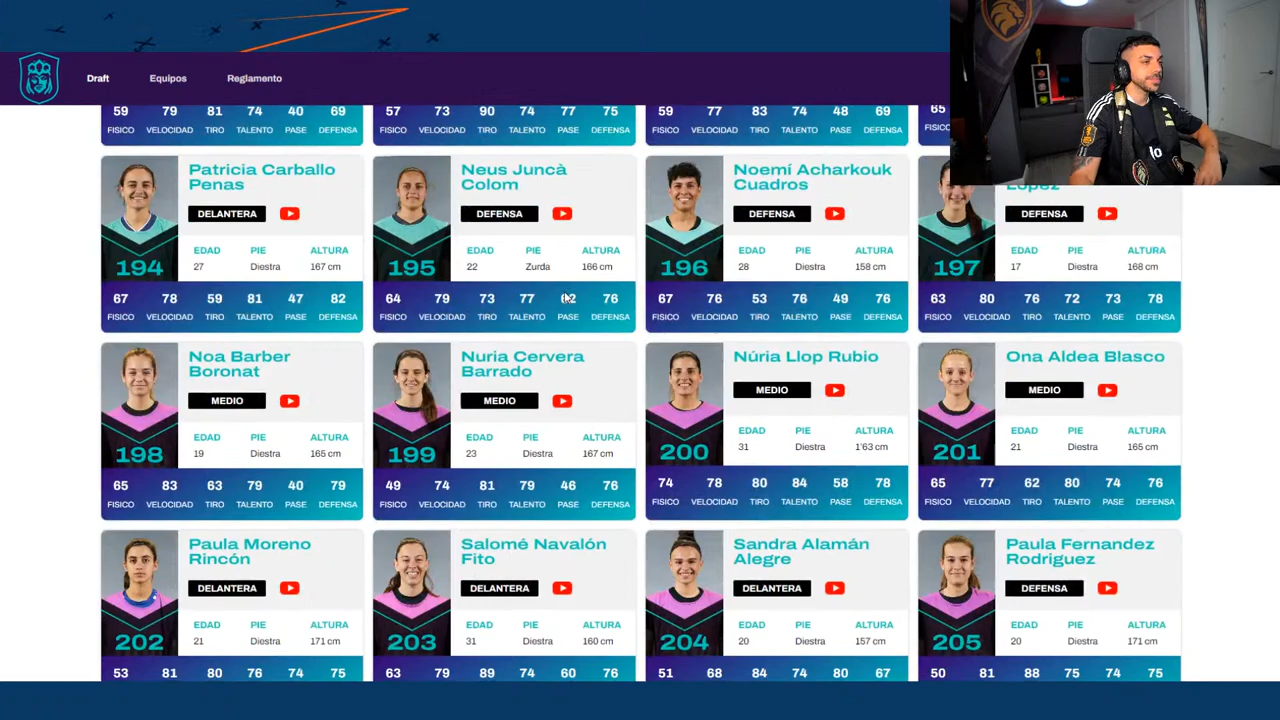 Draft Equipos Reglamento
59 79 81 74 40 69
FISICO VELOCIDAD TIRO TALENTO PASE DEFENSA
57 73 90 74 77 75
FISICO VELOCIDAD TIRO TALENTO PASE DEFENSA
59 77 83 74 48 69
FISICO VELOCIDAD TIRO TALENTO PASE DEFENSA
65
FISICO
Patricia Carballo
Penas
DELANTERA
EDAD PIE ALTURA
27 Diestra 167 cm
194
67 78 59 81 47 82
FISICO VELOCIDAD TIRO TALENTO PASE DEFENSA
Neus Juncà
Colom
DEFENSA
EDAD PIE ALTURA
22 Zurda 166 cm
195
64 79 73 77 76
FISICO VELOCIDAD TIRO TALENTO PASE DEFENSA
Noemí Acharkouk
Cuadros
DEFENSA
EDAD PIE ALTURA
28 Diestra 158 cm
196
67 76 53 76 49 76
FISICO VELOCIDAD TIRO TALENTO PASE DEFENSA
López
DEFENSA
EDAD PIE ALTURA
17 Diestra 168 cm
197
63 80 76 72 73 78
FISICO VELOCIDAD TIRO TALENTO PASE DEFENSA
Noa Barber
Boronat
MEDIO
EDAD PIE ALTURA
19 Diestra 165 cm
198
65 83 63 79 40 79
FISICO VELOCIDAD TIRO TALENTO PASE DEFENSA
Nuria Cervera
Barrado
MEDIO
EDAD PIE ALTURA
23 Diestra 167 cm
199
49 74 81 79 46 76
FISICO VELOCIDAD TIRO TALENTO PASE DEFENSA
Núria Llop Rubio
MEDIO
EDAD PIE ALTURA
31 Diestra 1'63 cm
200
74 78 80 84 58 78
FISICO VELOCIDAD TIRO TALENTO PASE DEFENSA
Ona Aldea Blasco
MEDIO
EDAD PIE ALTURA
21 Diestra 165 cm
201
65 77 62 80 74 76
FISICO VELOCIDAD TIRO TALENTO PASE DEFENSA
Paula Moreno
Rincón
DELANTERA
EDAD PIE ALTURA
21 Diestra 171 cm
202
53 81 80 76 74 75
Salomé Navalón
Fito
DELANTERA
EDAD PIE ALTURA
31 Diestra 160 cm
203
63 79 89 74 60 76
Sandra Alamán
Alegre
DELANTERA
EDAD PIE ALTURA
20 Diestra 157 cm
204
51 68 84 74 80 67
Paula Fernandez
Rodriguez
DEFENSA
EDAD PIE ALTURA
20 Diestra 171 cm
205
50 81 88 75 74 75